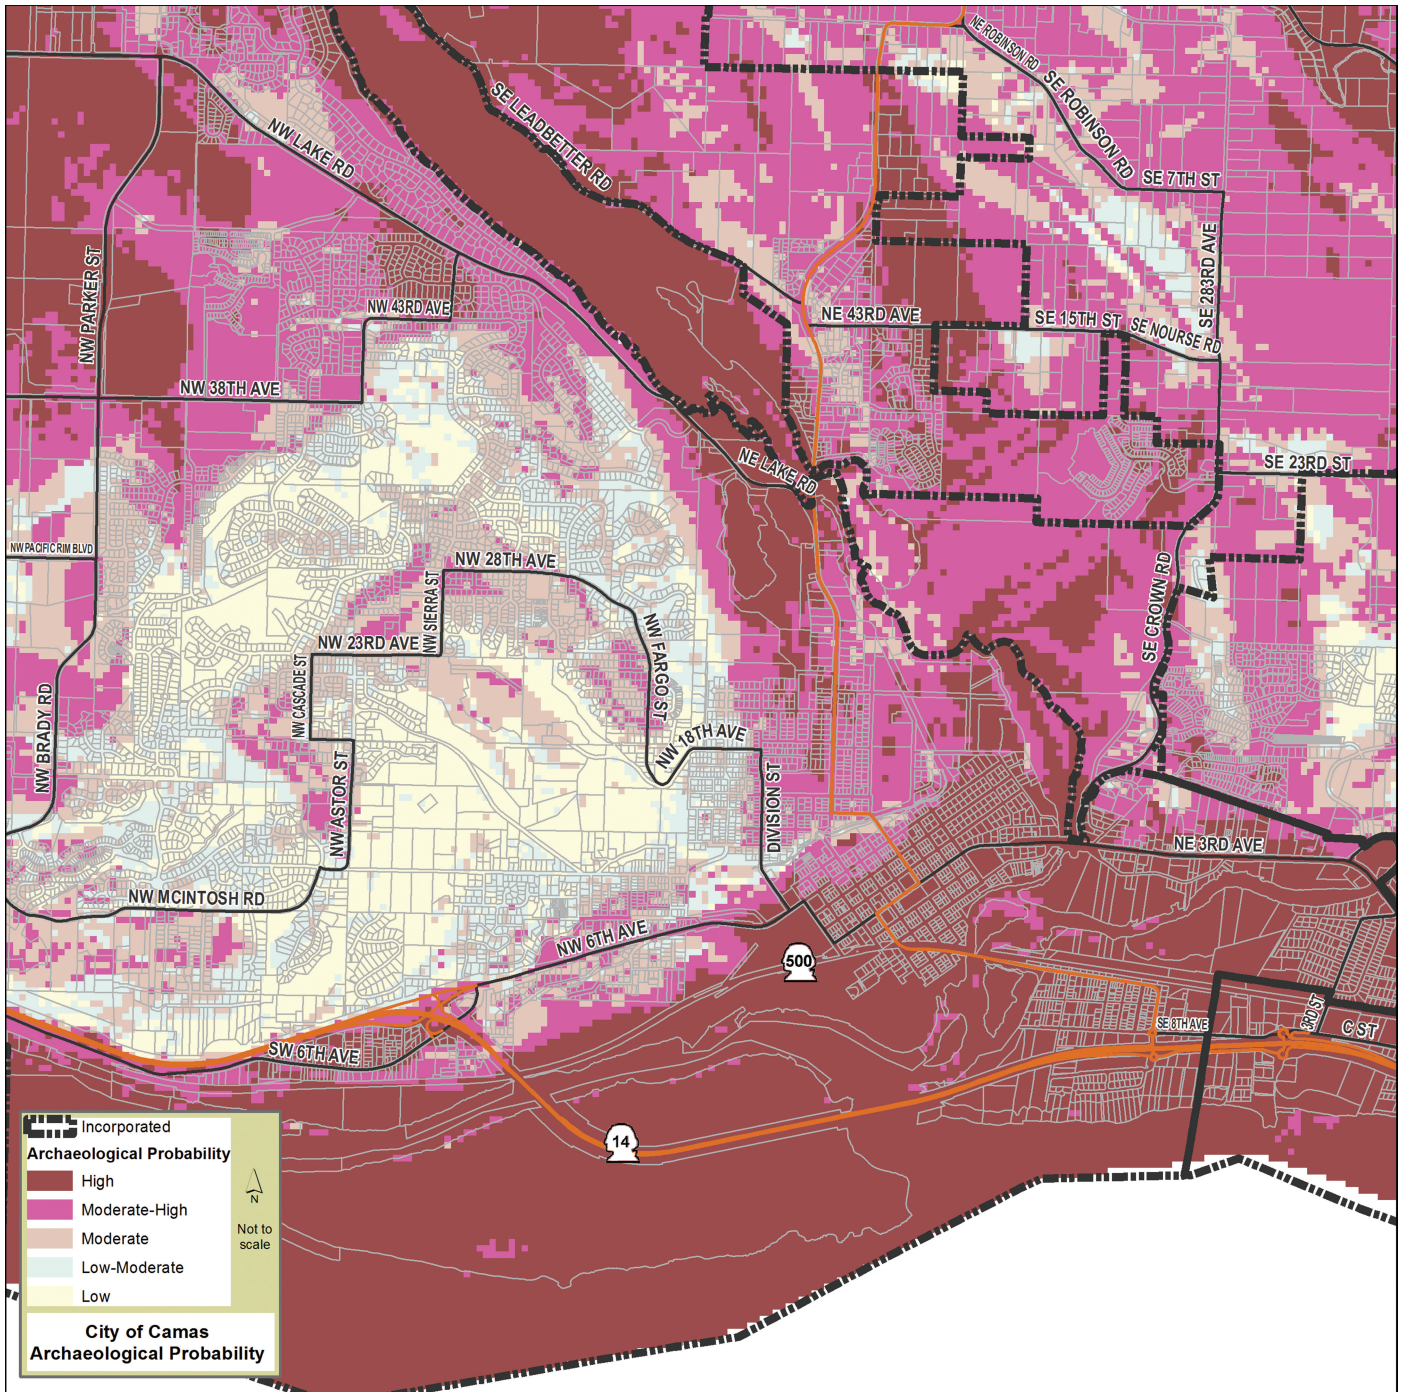 NE ROBINSON RD
SE ROBINSON RD
SE LEADBETTER RD
NW LAKE RD
SE 7TH ST
NW PARKER ST
SE 283RD AVE
NW 43RD AVE
NE 43RD AVE
SE 15TH ST
SE NOURSE RD
NW 38TH AVE
NE LAKE RD
SE 23RD ST
NW PACIFIC RIM BLVD
NW 28TH AVE
SE CROWN RD
NW SIERRA ST
NW 23RD AVE
NW FARGO ST
NW CASCADE ST
NW BRADY RD
NW 18TH AVE
NW ASTOR ST
DIVISION ST
NE 3RD AVE
NW MCINTOSH RD
NW 6TH AVE
500
3RD ST
SE 8TH AVE
C ST
SW 6TH AVE
14
Incorporated
Archaeological Probability
High
Moderate-High
Moderate
Low-Moderate
Low
N
Not to
scale
City of Camas
Archaeological Probability